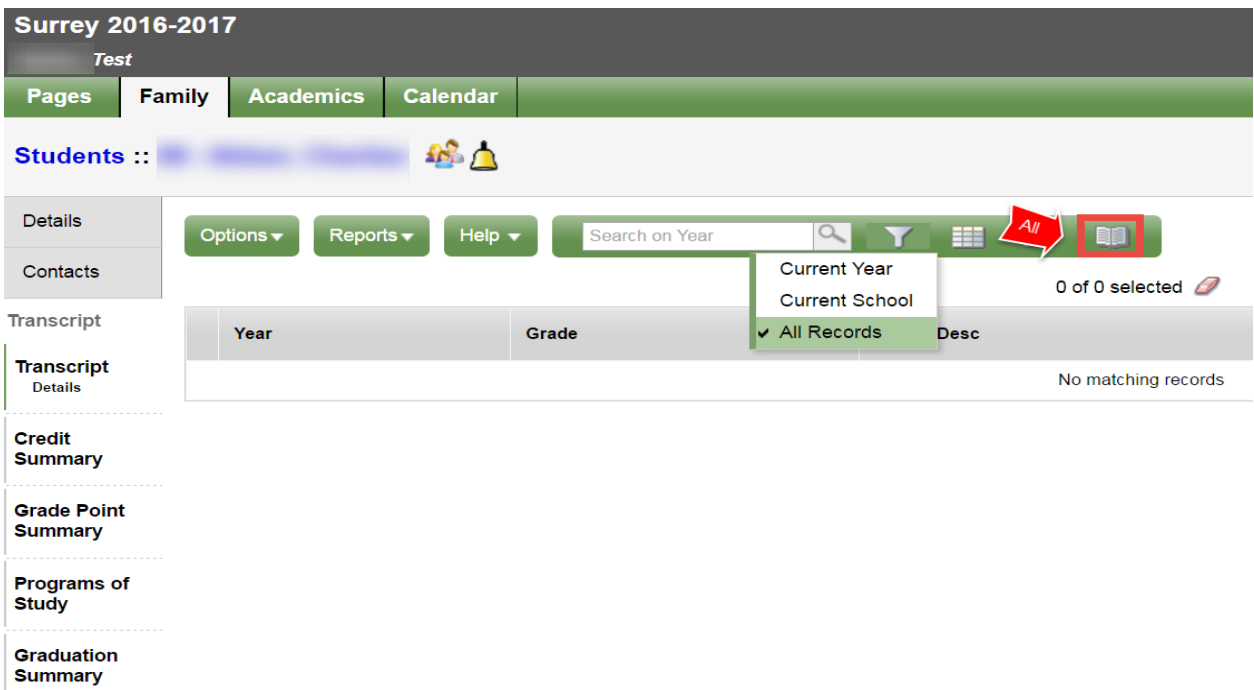 Surrey 2016-2017
Test
Pages Family Academics Calendar
Students ::
Details
Contacts
Transcript
Transcript
Details
Credit
Summary
Grade Point
Summary
Programs of
Study
Graduation
Summary
Options Reports Help Search on Year All
Current Year
Current School
All Records
0 of 0 selected
Year Grade Desc
No matching records